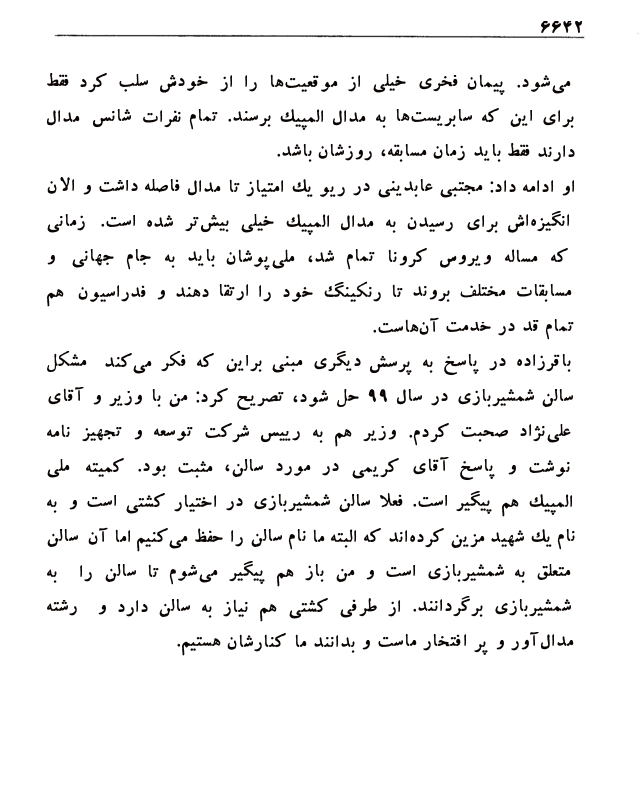 ۶۶۴۲
می‌شود. پیمان فخری خیلی از موقعیت‌ها را از خودش سلب کرد فقط
برای این که سابریست‌ها به مدال المپیك برسند. تمام نفرات شانس مدال
دارند فقط باید زمان مسابقه، روزشان باشد.
او ادامه داد: مجتبی عابدینی در ریو یك امتیاز تا مدال فاصله داشت و الان
انگیزه‌اش برای رسیدن به مدال المپیك خیلی بیش‌تر شده است. زمانی
که مساله ویروس کرونا تمام شد، ملی‌پوشان باید به جام جهانی و
مسابقات مختلف بروند تا رنکینگ خود را ارتقا دهند و فدراسیون هم
تمام قد در خدمت آن‌هاست.
باقرزاده در پاسخ به پرسش دیگری مبنی براین که فکر می‌کند مشکل
سالن شمشیربازی در سال ۹۹ حل شود، تصریح کرد: من با وزیر و آقای
علی‌نژاد صحبت کردم. وزیر هم به رییس شرکت توسعه و تجهیز نامه
نوشت و پاسخ آقای کریمی در مورد سالن، مثبت بود. کمیته ملی
المپیك هم پیگیر است. فعلا سالن شمشیربازی در اختیار کشتی است و به
نام یك شهید مزین کرده‌اند که البته ما نام سالن را حفظ می‌کنیم اما آن سالن
متعلق به شمشیربازی است و من باز هم پیگیر می‌شوم تا سالن را به
شمشیربازی برگردانند. از طرفی کشتی هم نیاز به سالن دارد و رشته
مدال‌آور و پر افتخار ماست و بدانند ما کنارشان هستیم.